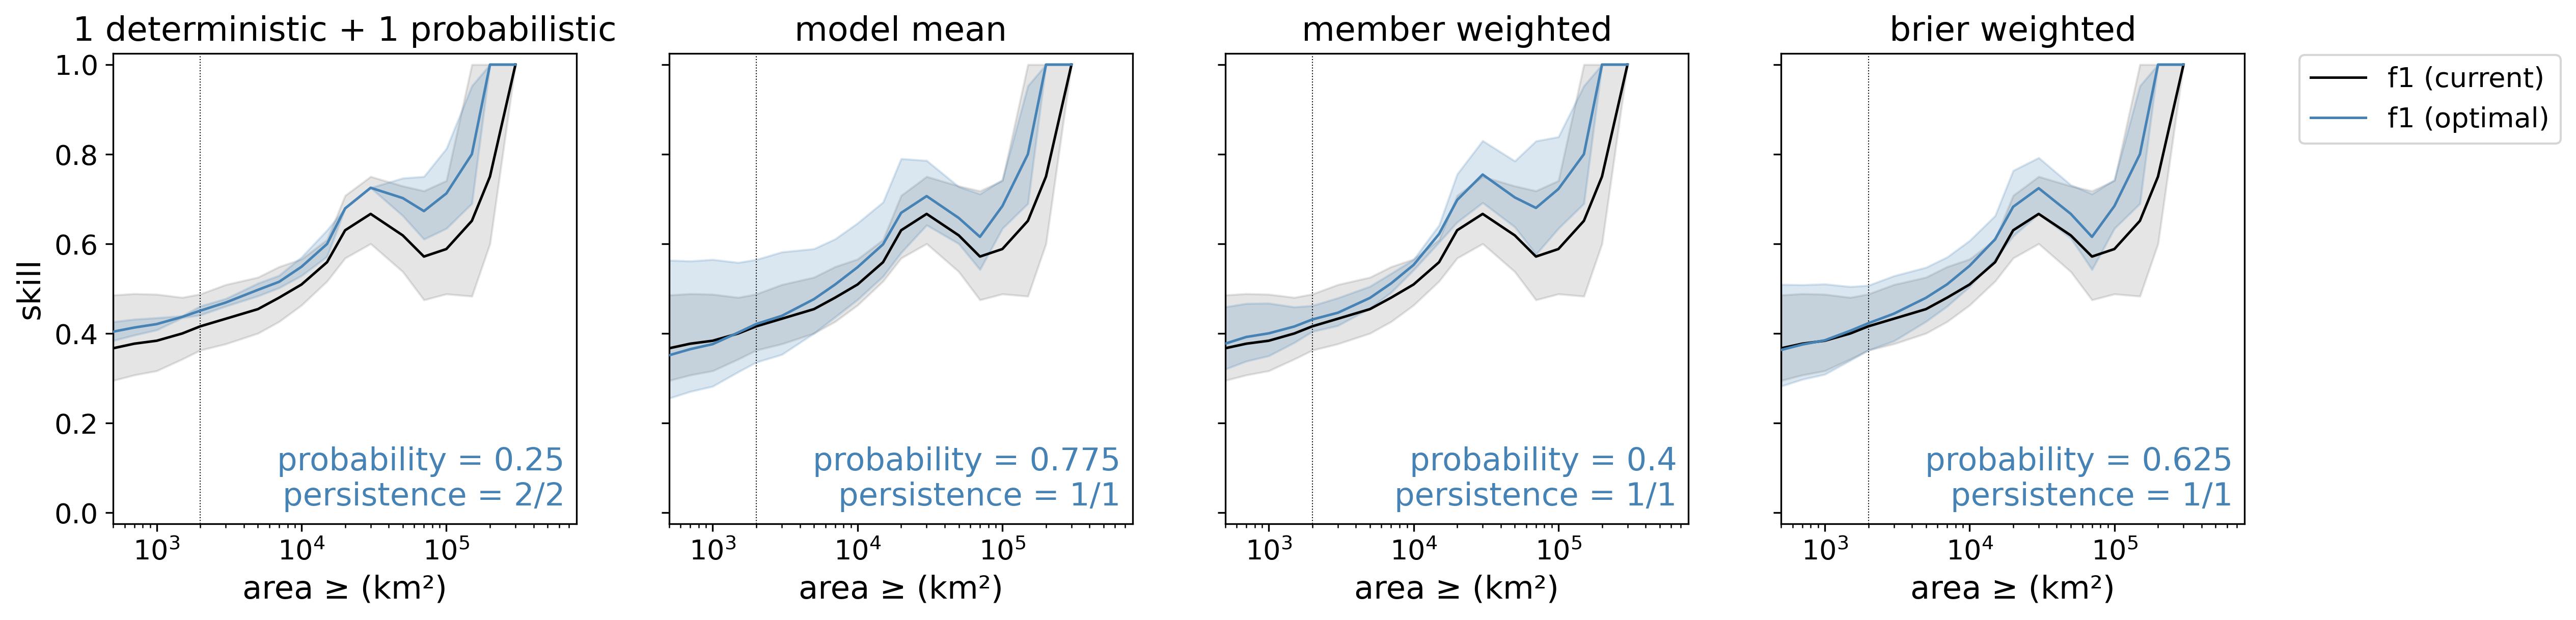 1 deterministic + 1 probabilistic
model mean
member weighted
brier weighted
skill
1.0
0.8
0.6
0.4
0.2
0.0
probability = 0.25
persistence = 2/2
probability = 0.775
persistence = 1/1
probability = 0.4
persistence = 1/1
probability = 0.625
persistence = 1/1
10³ 10⁴ 10⁵
10³ 10⁴ 10⁵
10³ 10⁴ 10⁵
10³ 10⁴ 10⁵
area ≥ (km²)
area ≥ (km²)
area ≥ (km²)
area ≥ (km²)
f1 (current)
f1 (optimal)